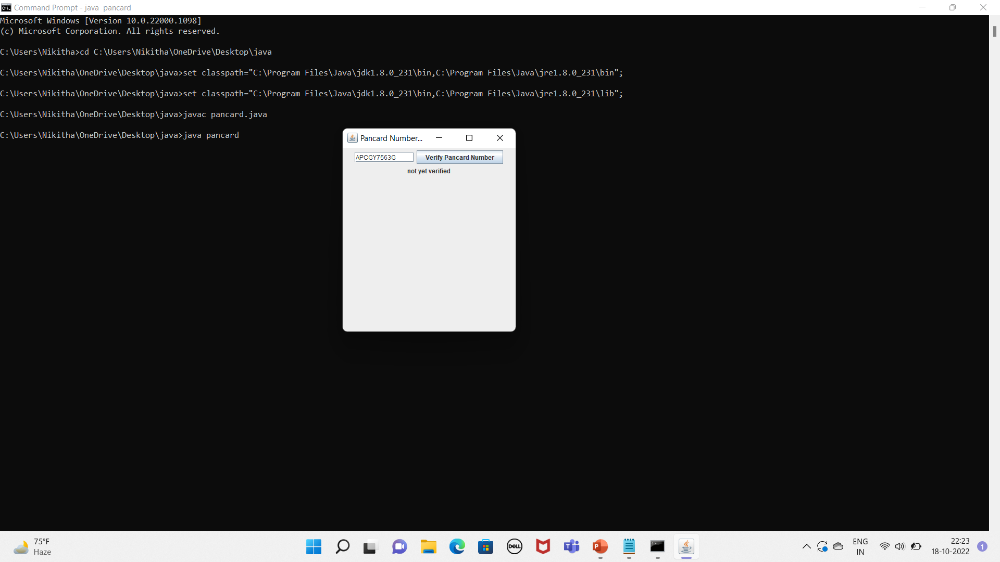 Command Prompt - java  pancard
Microsoft Windows [Version 10.0.22000.1098]
(c) Microsoft Corporation. All rights reserved.
C:\Users\Nikitha>cd C:\Users\Nikitha\OneDrive\Desktop\java
C:\Users\Nikitha\OneDrive\Desktop\java>set classpath="C:\Program Files\Java\jdk1.8.0_231\bin,C:\Program Files\Java\jre1.8.0_231\bin";
C:\Users\Nikitha\OneDrive\Desktop\java>set classpath="C:\Program Files\Java\jdk1.8.0_231\bin,C:\Program Files\Java\jre1.8.0_231\lib";
C:\Users\Nikitha\OneDrive\Desktop\java>javac pancard.java
C:\Users\Nikitha\OneDrive\Desktop\java>java pancard
Pancard Number...
APCGY7563G Verify Pancard Number
not yet verified
75°F
Haze
DELL
ENG
IN
22:23
18-10-2022
1